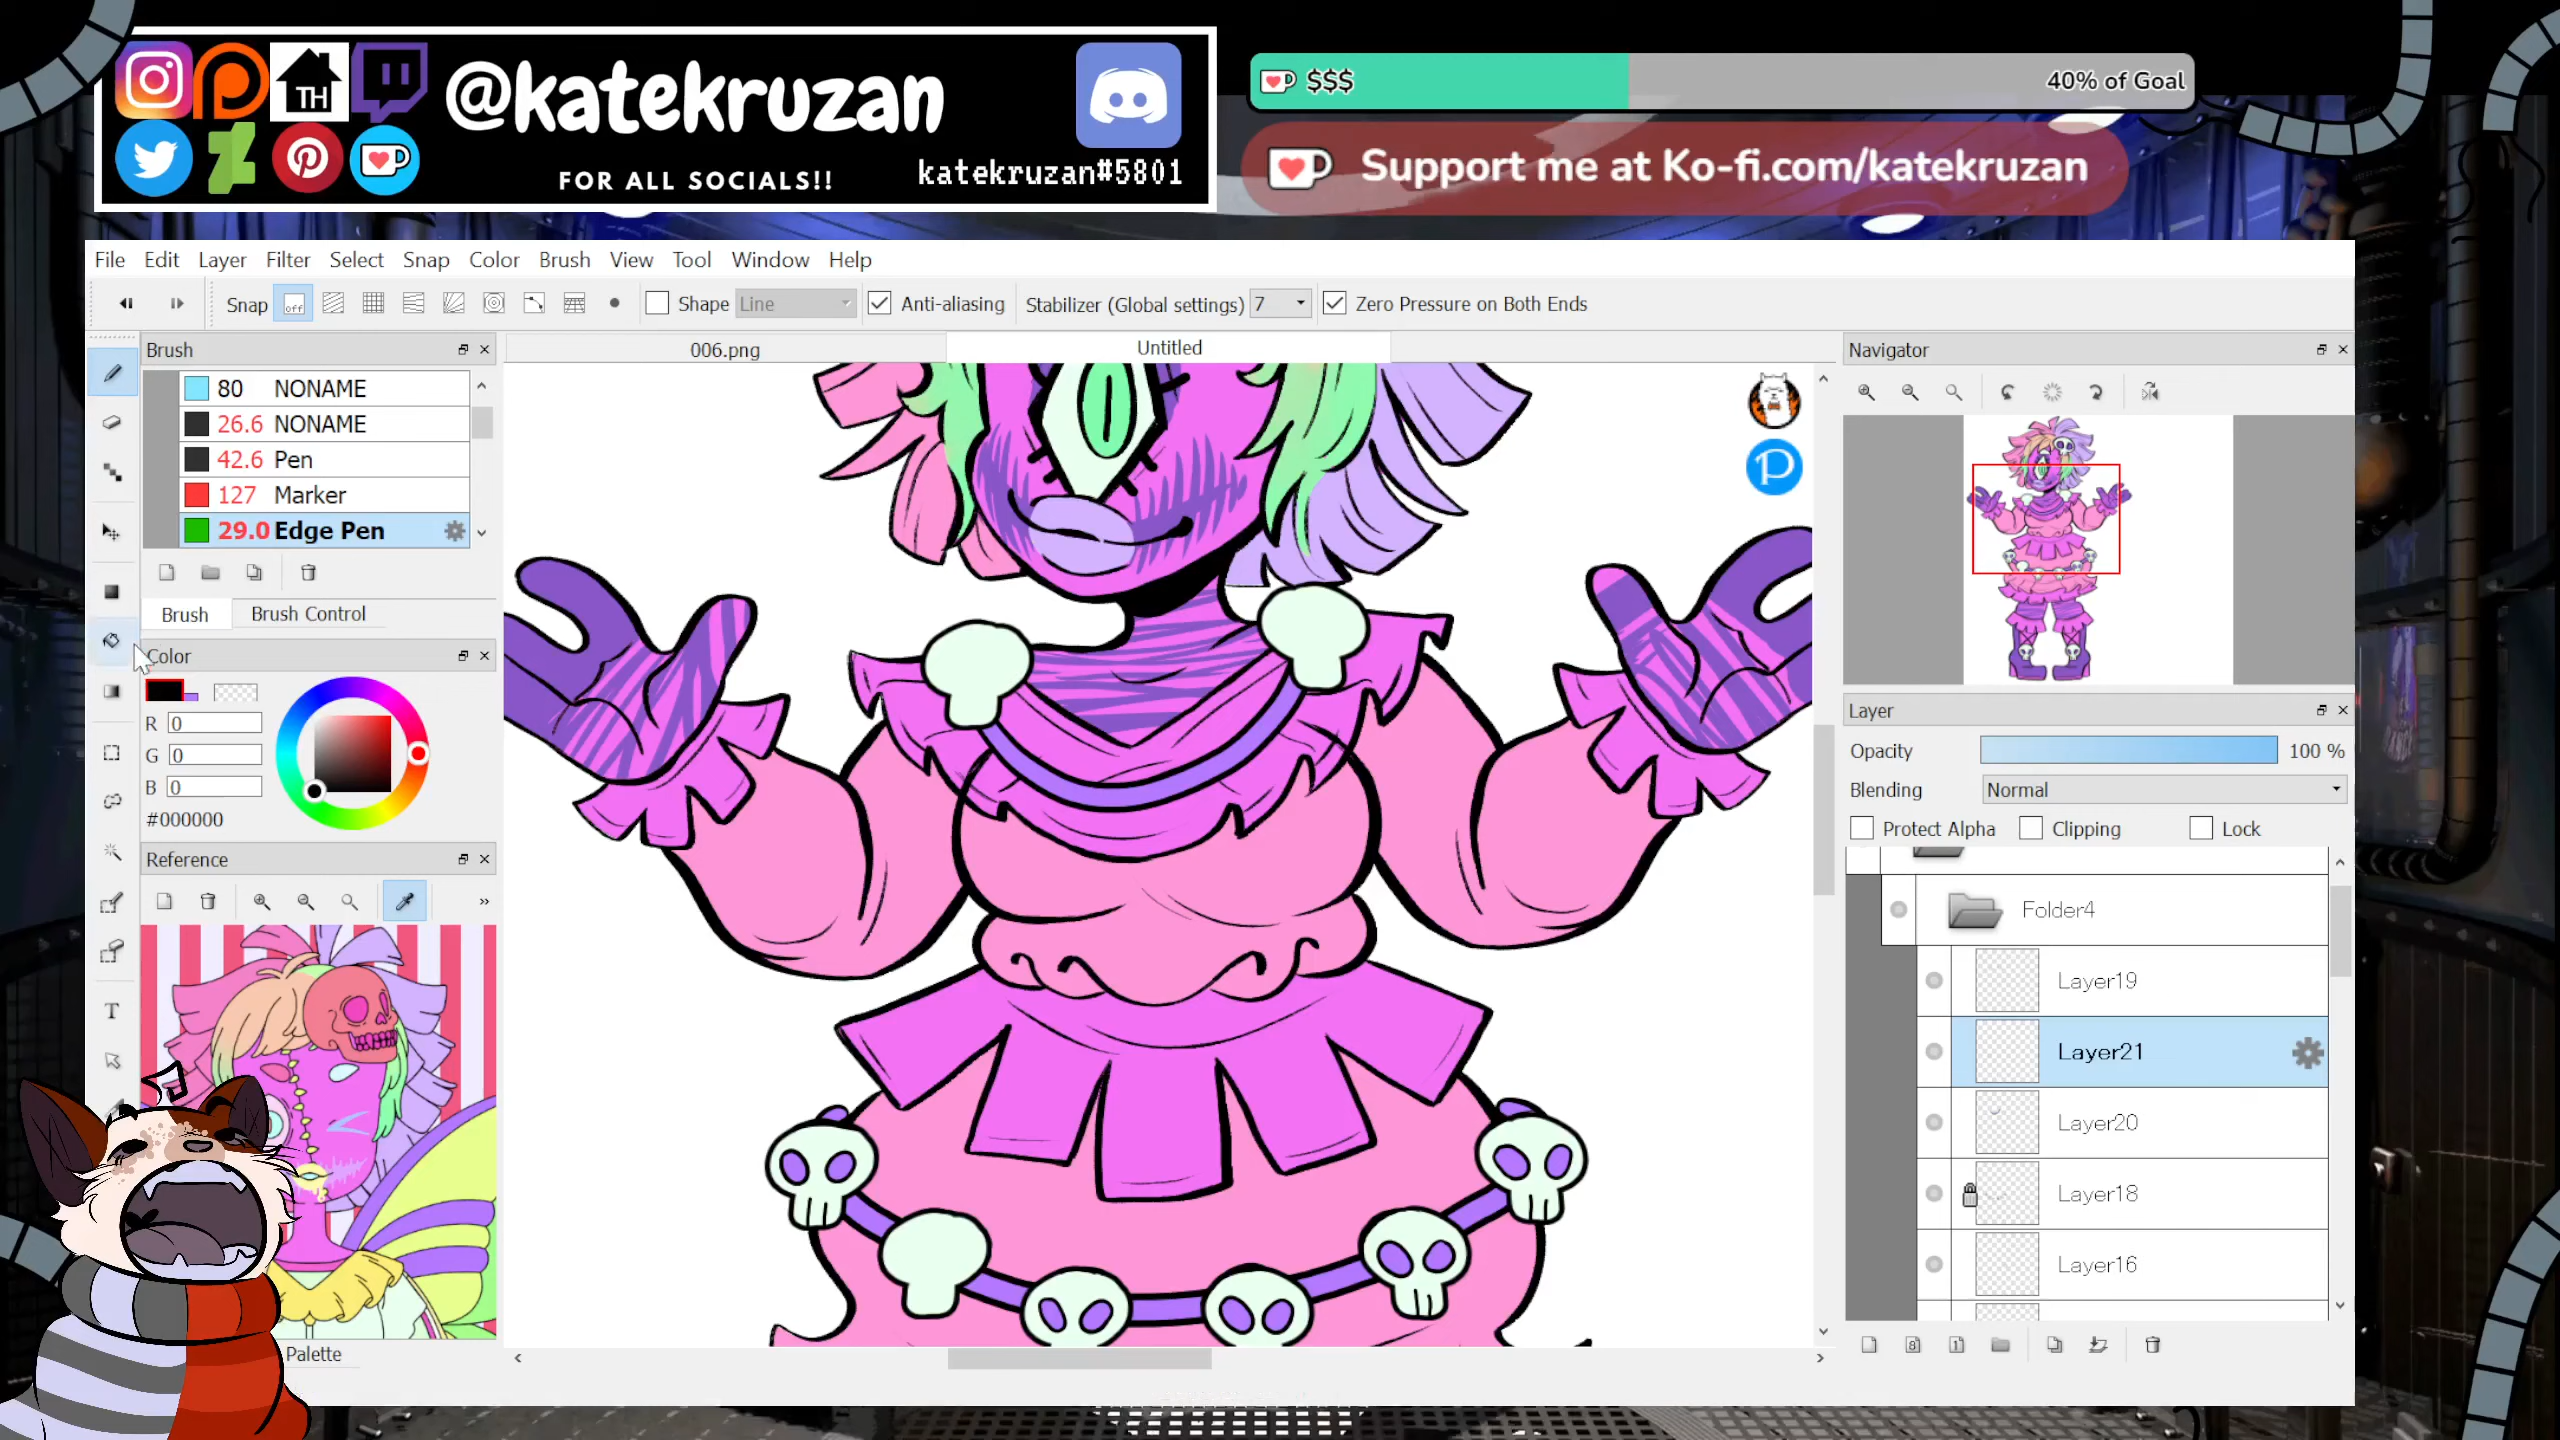 TH
@katekruzan
FOR ALL SOCIALS!!
katekruzan#5801
$$$
40% of Goal
Support me at Ko-fi.com/katekruzan
File Edit Layer Filter Select Snap Color Brush View Tool Window Help
Snap off Shape Line Anti-aliasing Stabilizer (Global settings) 7 Zero Pressure on Both Ends
Brush
006.png
Untitled
Navigator
80 NONAME
26.6 NONAME
42.6 Pen
127 Marker
29.0 Edge Pen
Brush
Brush Control
Color
R 0
G 0
B 0
#000000
Reference
»
T
Palette
P
Layer
Opacity 100 %
Blending Normal
Protect Alpha Clipping Lock
Folder4
Layer19
Layer21
Layer20
Layer18
Layer16
8
1